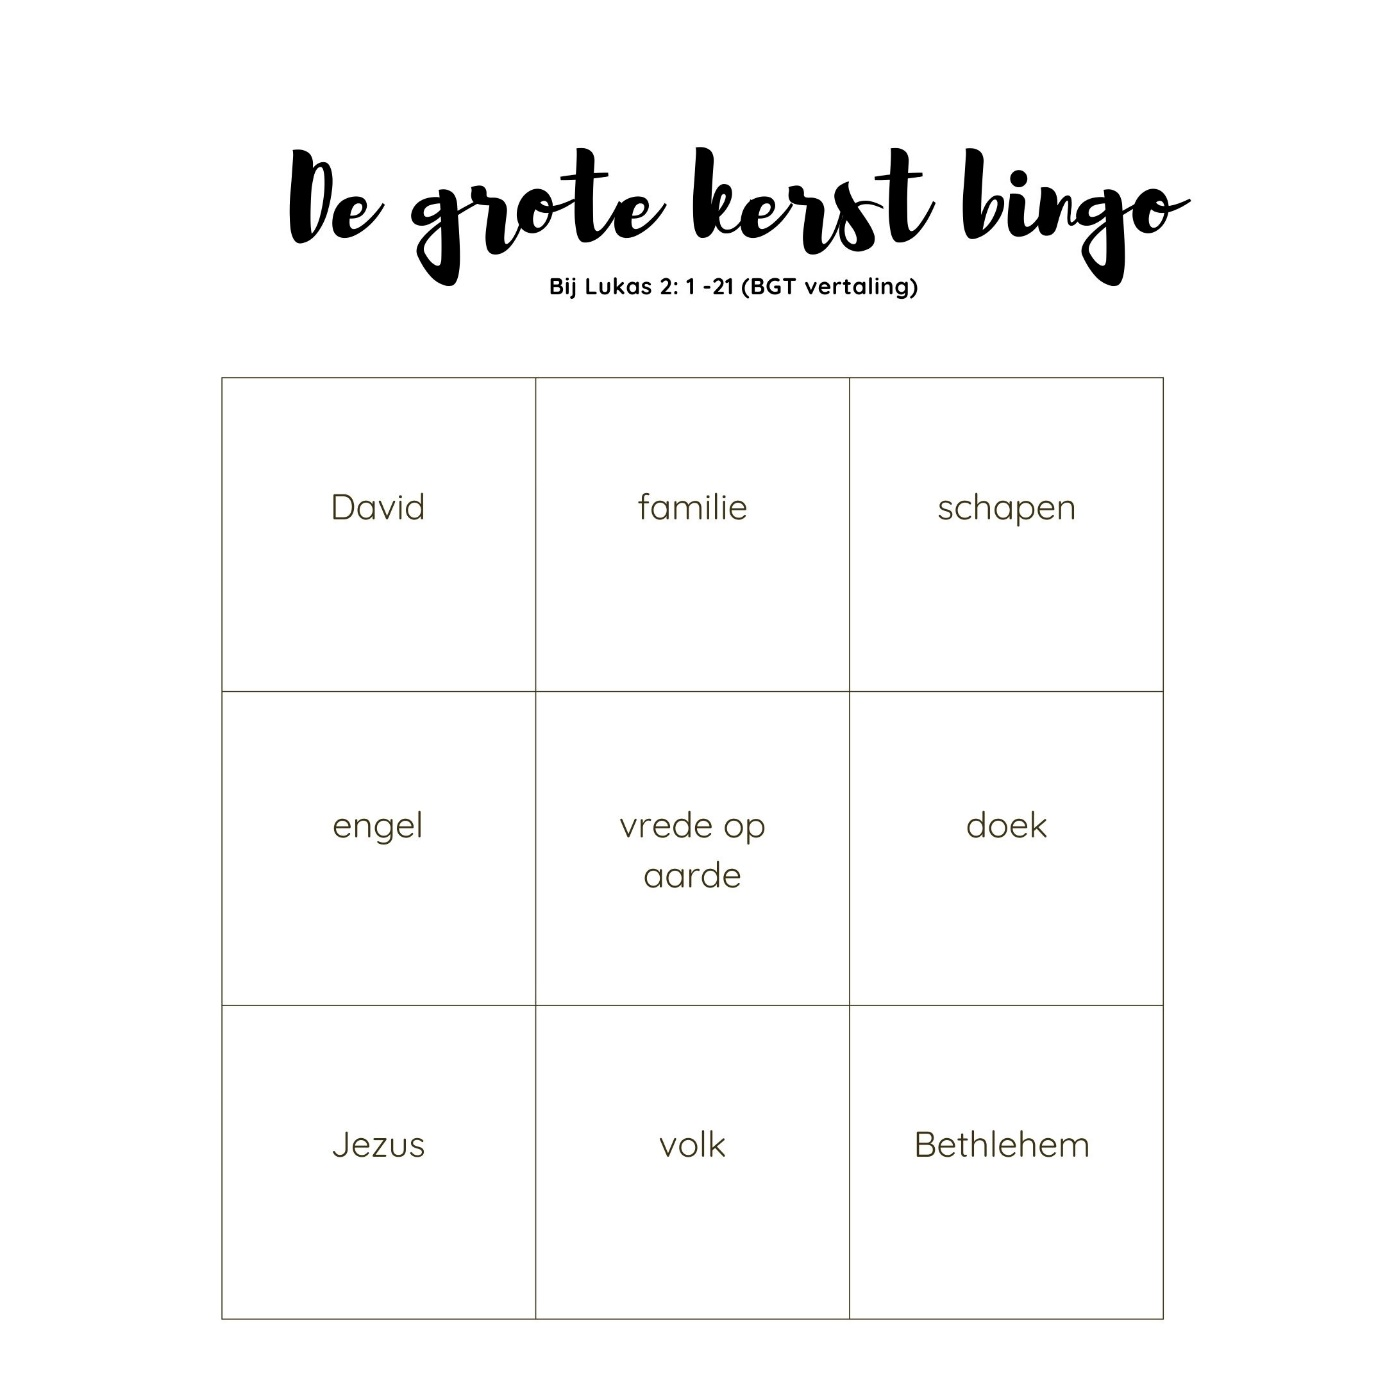 De grote kerst bingo
Bij Lukas 2: 1 -21 (BGT vertaling)
David
familie
schapen
engel
vrede op
aarde
doek
Jezus
volk
Bethlehem